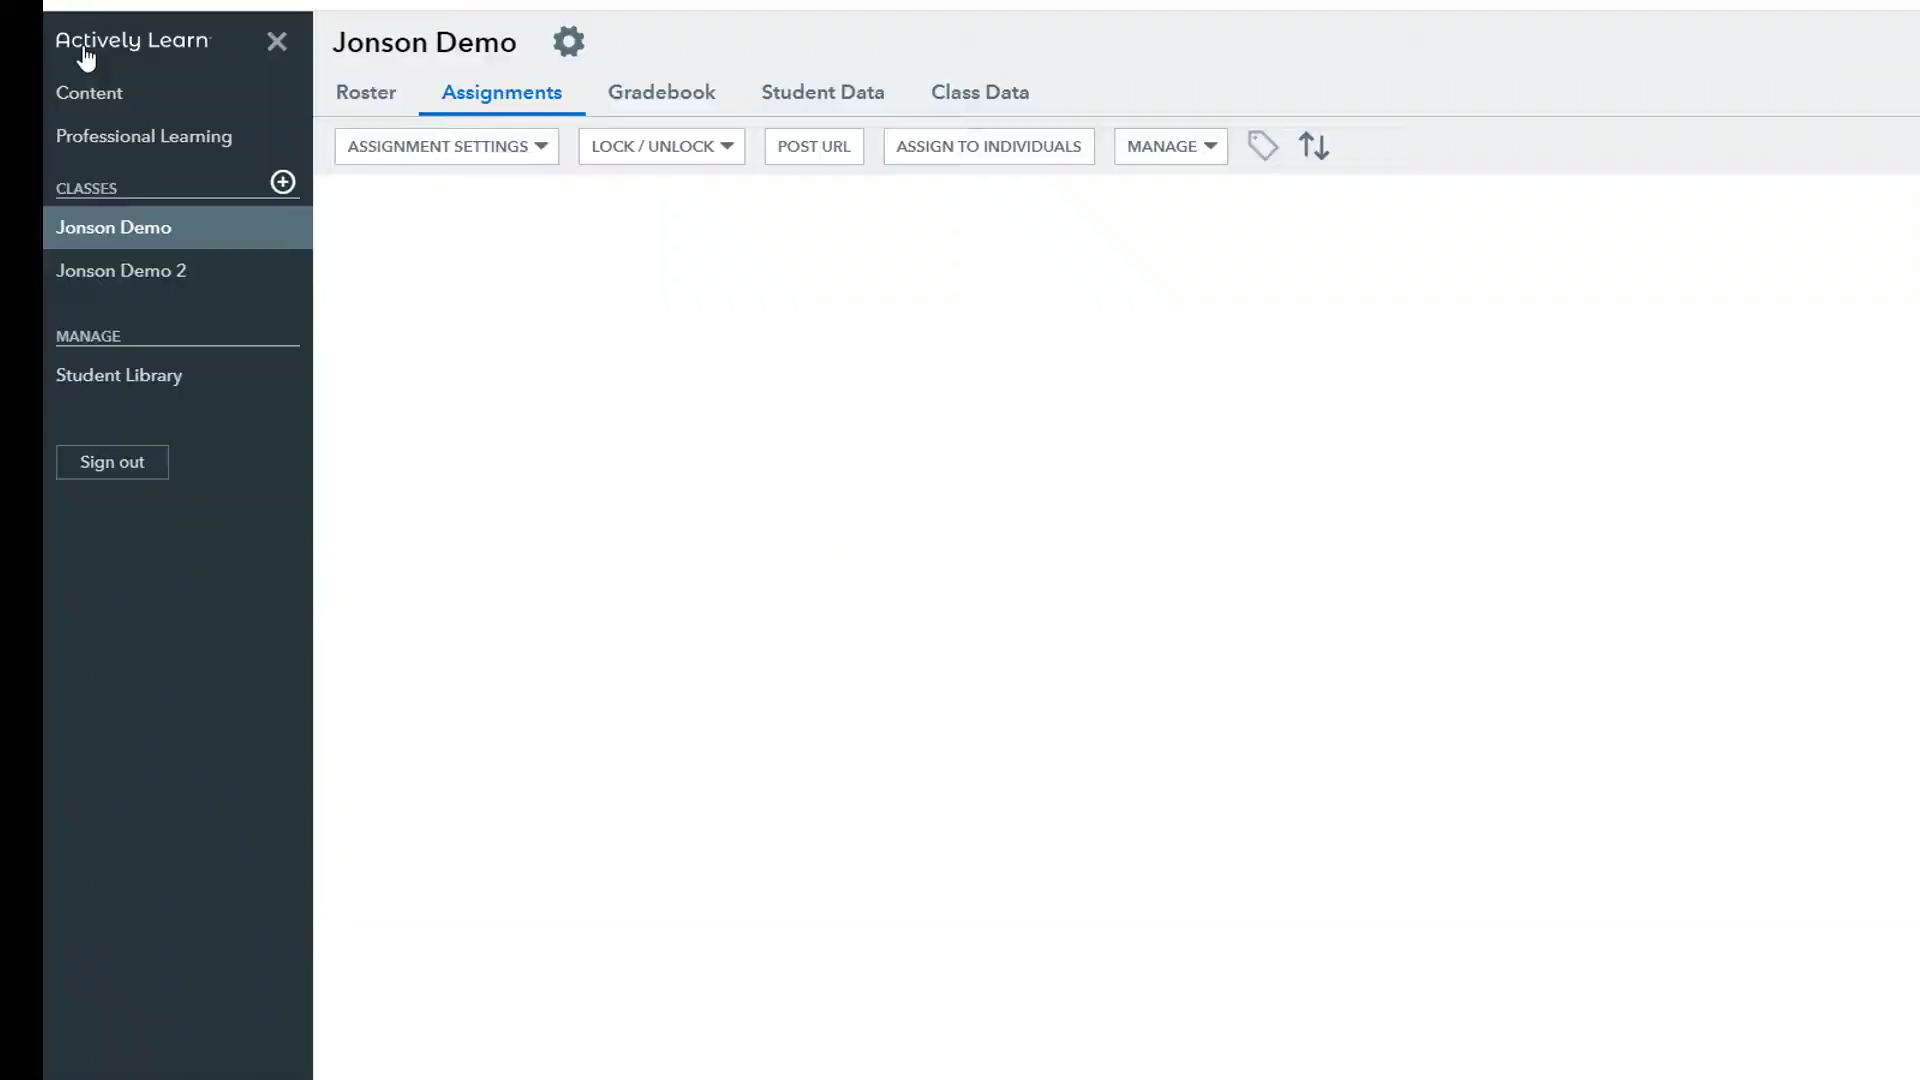 Actively Learn
Content
Professional Learning
CLASSES
Jonson Demo
Jonson Demo 2
MANAGE
Student Library
Sign out
Jonson Demo
Roster Assignments Gradebook Student Data Class Data
ASSIGNMENT SETTINGS LOCK / UNLOCK POST URL ASSIGN TO INDIVIDUALS MANAGE